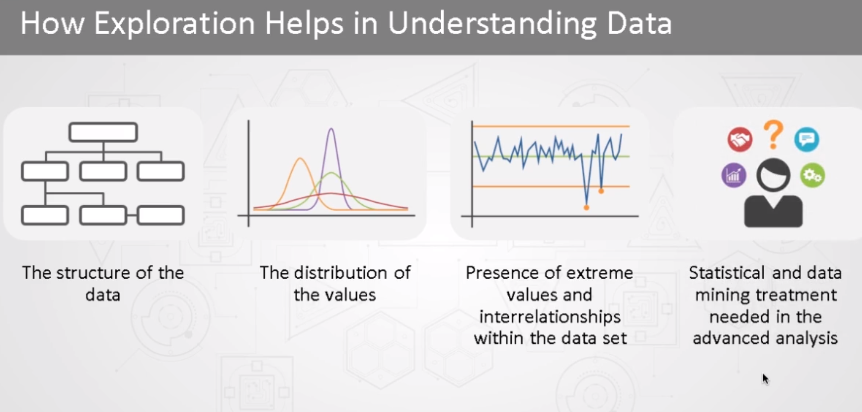 How Exploration Helps in Understanding Data
The structure of the
data
The distribution of
the values
Presence of extreme
values and
interrelationships
within the data set
Statistical and data
mining treatment
needed in the
advanced analysis